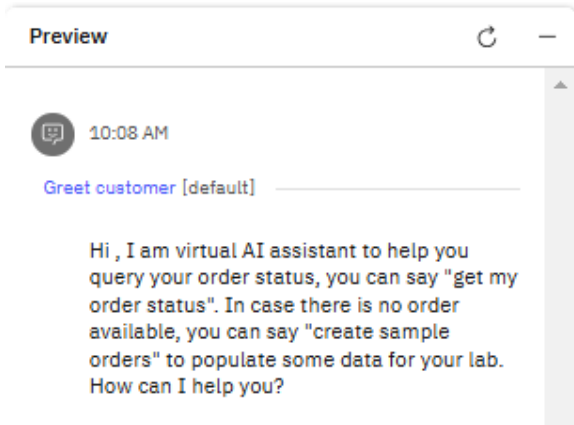 Preview
10:08 AM
Greet customer [default]
Hi , I am virtual AI assistant to help you
query your order status, you can say "get my
order status". In case there is no order
available, you can say "create sample
orders" to populate some data for your lab.
How can I help you?